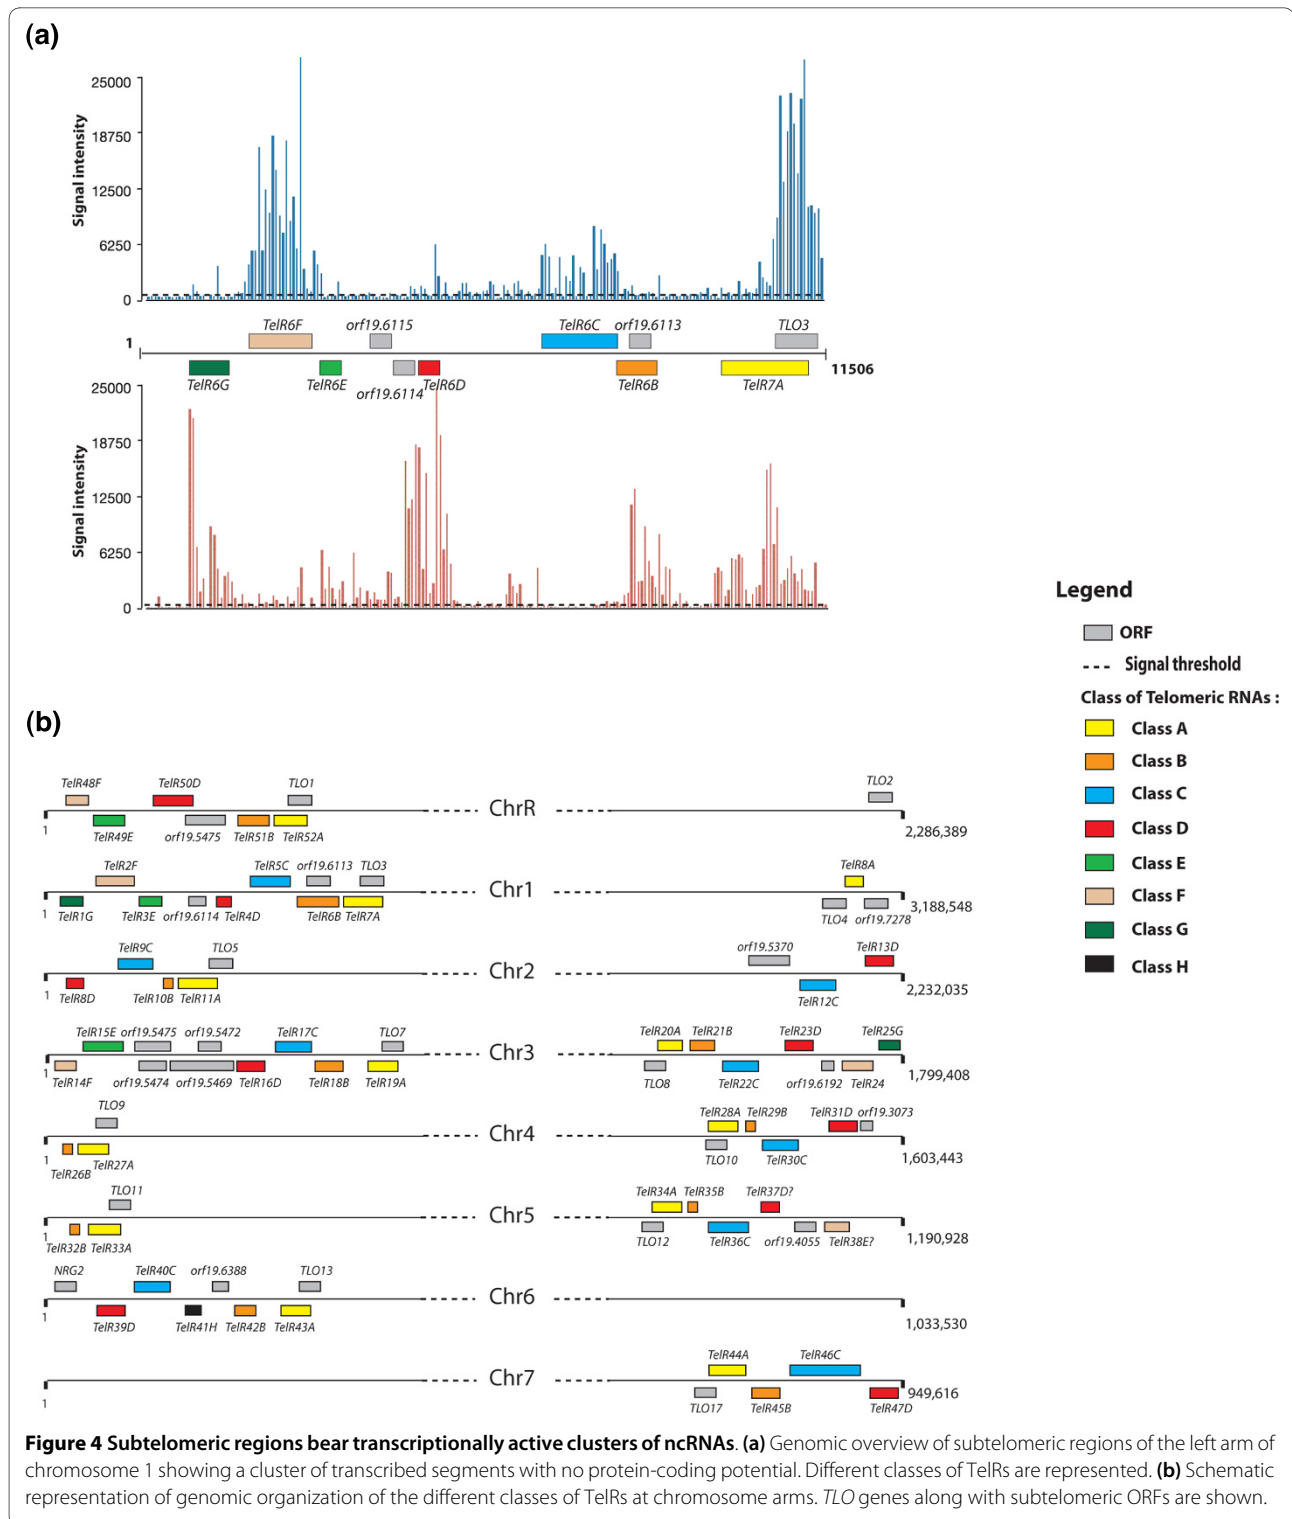 (a)
25000
18750
12500
6250
0
Signal intensity
TelR6F
orf19.6115
TelR6C
orf19.6113
TLO3
1
11506
TelR6G
TelR6E
orf19.6114
TelR6D
TelR6B
TelR7A
25000
18750
12500
6250
0
Signal intensity
Legend
ORF
Signal threshold
Class of Telomeric RNAs :
Class A
Class B
Class C
Class D
Class E
Class F
Class G
Class H
(b)
TelR48F TelR50D TLO1 TLO2
ChrR
1 2,286,389
TelR49E orf19.5475 TelR51B TelR52A
TelR2F TelR5C orf19.6113 TLO3 TelR8A
Chr1
1 3,188,548
TelR1G TelR3E orf19.6114 TelR4D TelR6B TelR7A TLO4 orf19.7278
TelR9C TLO5 orf19.5370 TelR13D
Chr2
1 2,232,035
TelR8D TelR10B TelR11A TelR12C
TelR15E orf19.5475 orf19.5472 TelR17C TLO7 TelR20A TelR21B TelR23D TelR25G
Chr3
1 1,799,408
TelR14F orf19.5474 orf19.5469 TelR16D TelR18B TelR19A TLO8 TelR22C orf19.6192 TelR24
TLO9 TelR28A TelR29B TelR31D orf19.3073
Chr4
1 1,603,443
TelR26B TelR27A TLO10 TelR30C
TLO11 TelR34A TelR35B TelR37D?
Chr5
1 1,190,928
TelR32B TelR33A TLO12 TelR36C orf19.4055 TelR38E?
NRG2 TelR40C orf19.6388 TLO13
Chr6
1 1,033,530
TelR39D TelR41H TelR42B TelR43A
TelR44A TelR46C
Chr7
1 949,616
TLO17 TelR45B TelR47D
Figure 4 Subtelomeric regions bear transcriptionally active clusters of ncRNAs. (a) Genomic overview of subtelomeric regions of the left arm of
chromosome 1 showing a cluster of transcribed segments with no protein-coding potential. Different classes of TelRs are represented. (b) Schematic
representation of genomic organization of the different classes of TelRs at chromosome arms. TLO genes along with subtelomeric ORFs are shown.